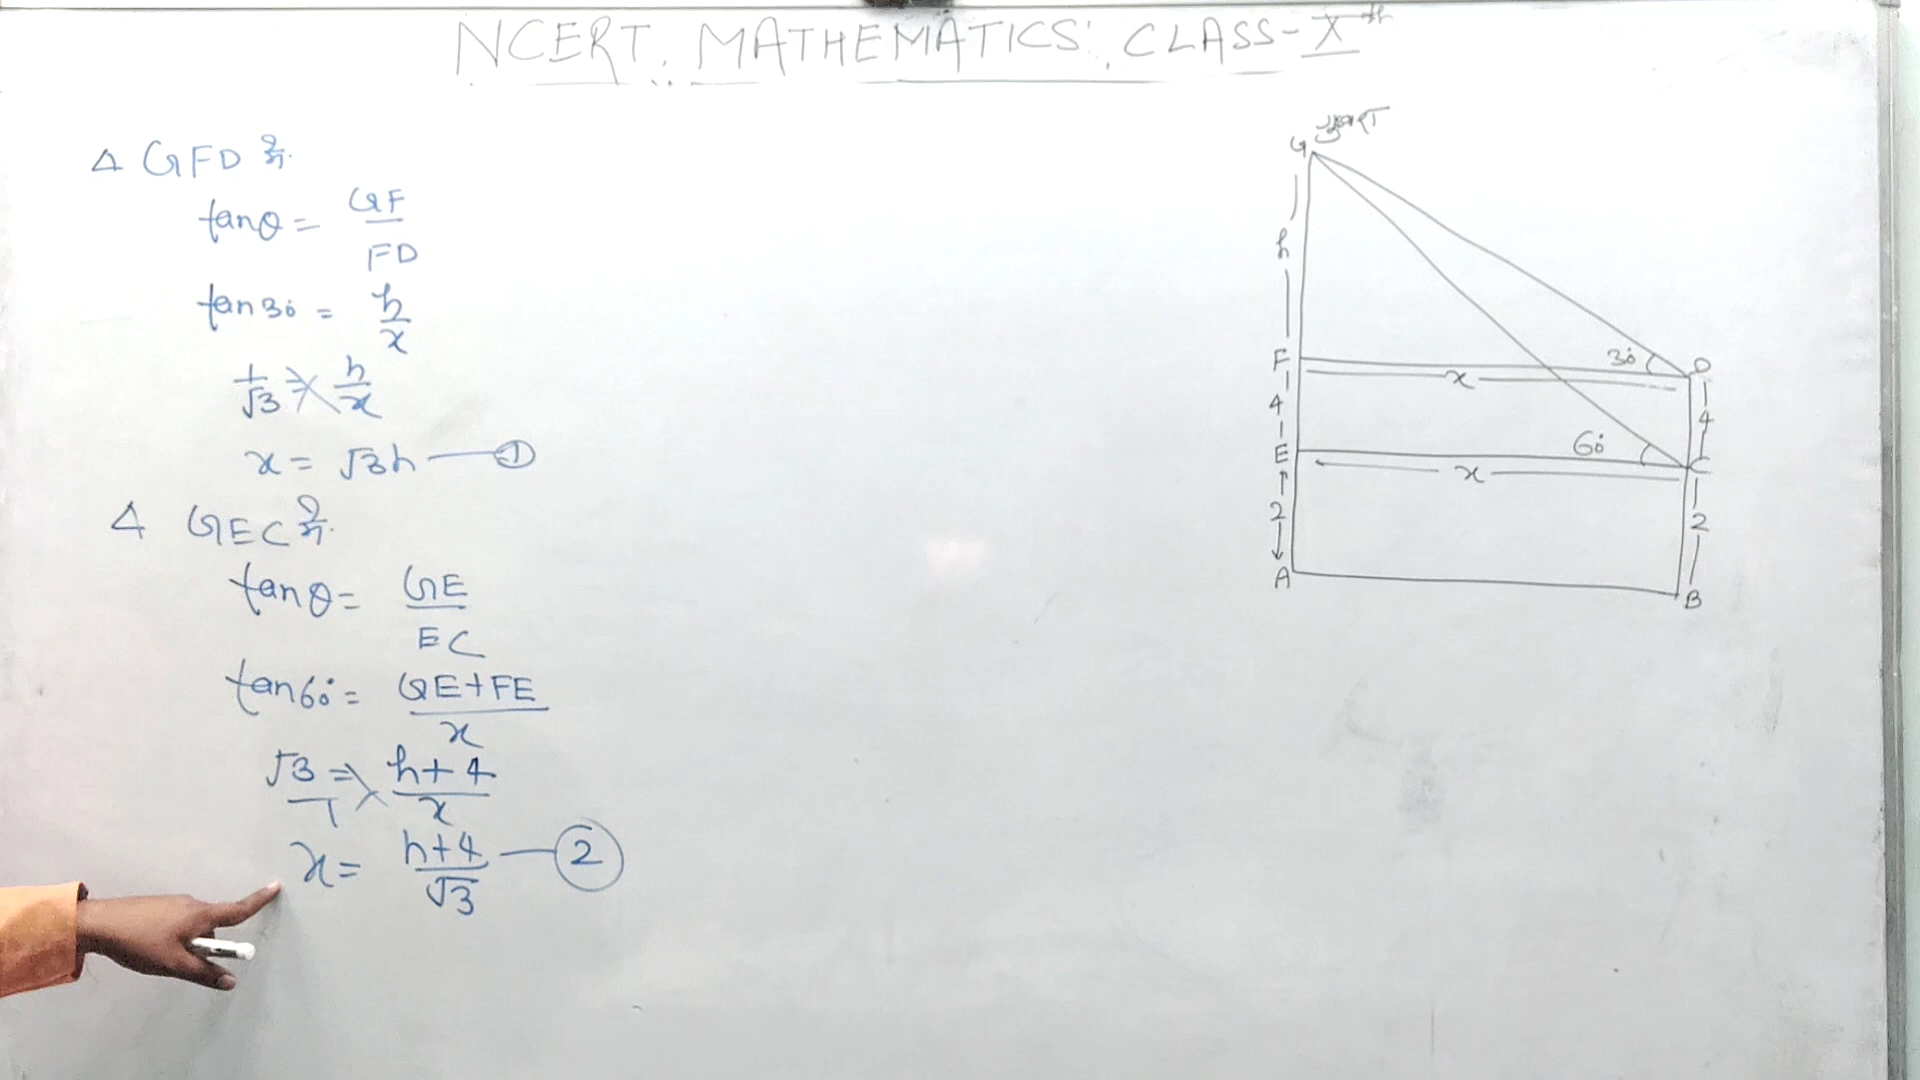 NCERT. MATHEMATICS' CLASS-Xth
Δ GFD में.
tanθ = GF/FD
tan30° = h/x
1/√3 ⇒ h/x
x = √3h — ①
Δ GEC में.
tanθ = GE/EC
tan60° = GE+FE/x
√3/1 ⇒ h+4/x
x = h+4/√3 — ②
G
h
F
4
E
2
A
30°
D
x
4
60°
C
x
2
B